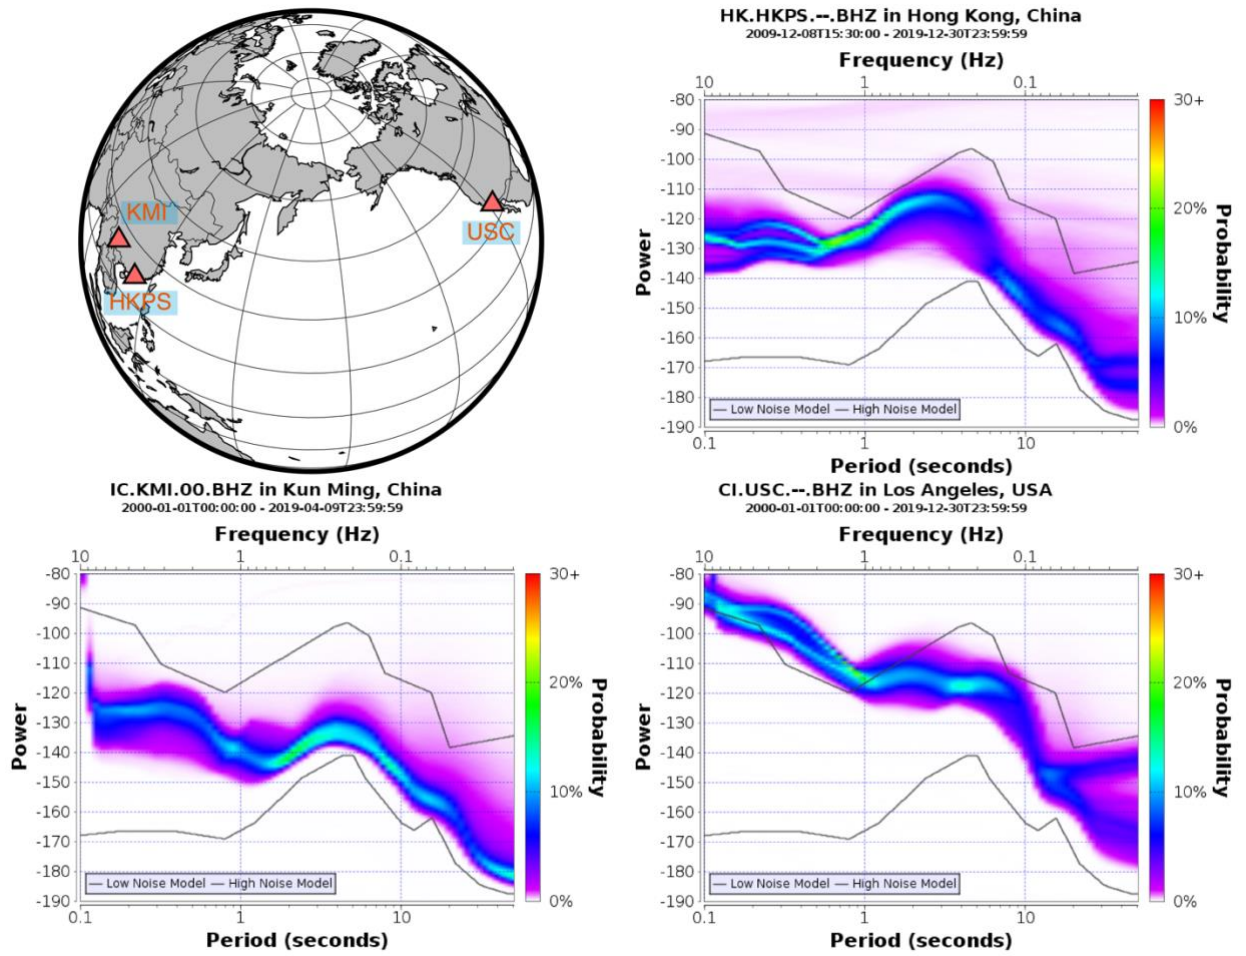 KMI
USC
HKPS
HK.HKPS.--.BHZ in Hong Kong, China
2009-12-08T15:30:00 - 2019-12-30T23:59:59
Frequency (Hz)
10 1 0.1
-80
-90
-100
-110
-120
-130
-140
-150
-160
-170
-180
-190
Power
Low Noise Model
High Noise Model
0.1 1 10
Period (seconds)
30+
20%
10%
0%
Probability
IC.KMI.00.BHZ in Kun Ming, China
2000-01-01T00:00:00 - 2019-04-09T23:59:59
Frequency (Hz)
10 1 0.1
-80
-90
-100
-110
-120
-130
-140
-150
-160
-170
-180
-190
Power
Low Noise Model
High Noise Model
0.1 1 10
Period (seconds)
30+
20%
10%
0%
Probability
CI.USC.--.BHZ in Los Angeles, USA
2000-01-01T00:00:00 - 2019-12-30T23:59:59
Frequency (Hz)
10 1 0.1
-80
-90
-100
-110
-120
-130
-140
-150
-160
-170
-180
-190
Power
Low Noise Model
High Noise Model
0.1 1 10
Period (seconds)
30+
20%
10%
0%
Probability